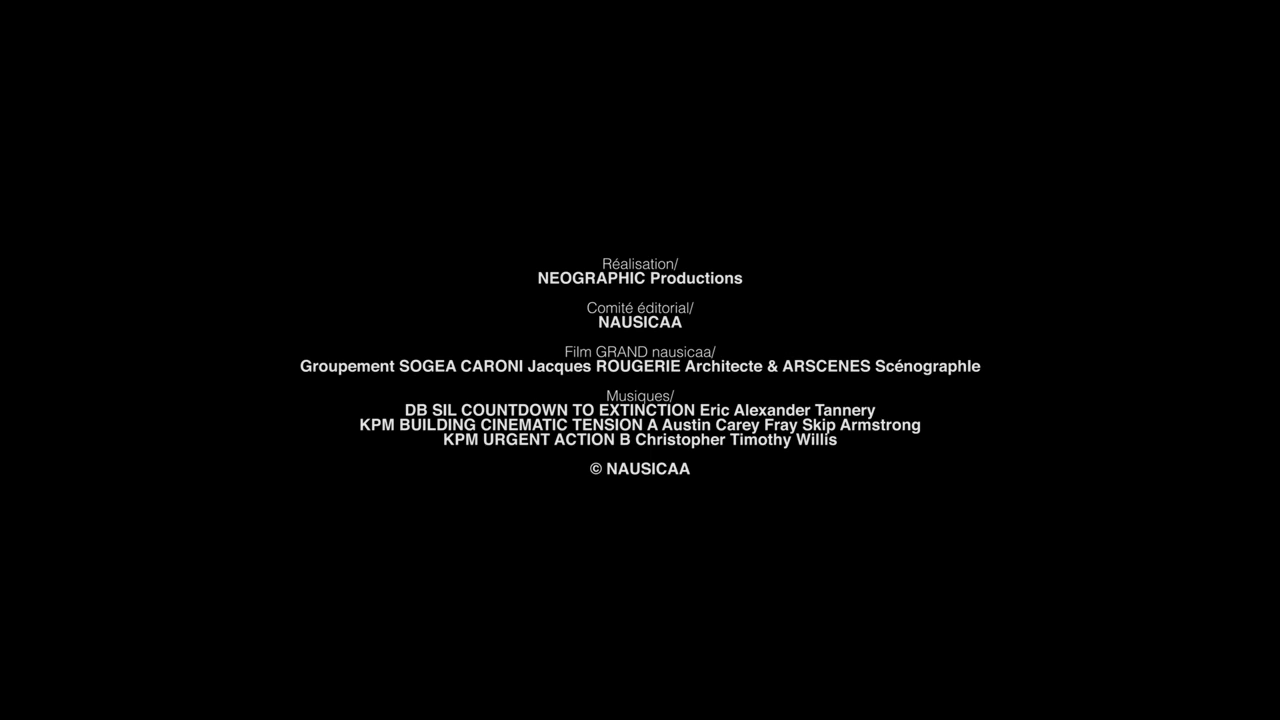 Réalisation/
NEOGRAPHIC Productions
Comité éditorial/
NAUSICAA
Film GRAND nausicaa/
Groupement SOGEA CARONI Jacques ROUGERIE Architecte & ARSCENES Scénographle
Musiques/
DB SIL COUNTDOWN TO EXTINCTION Eric Alexander Tannery
KPM BUILDING CINEMATIC TENSION A Austin Carey Fray Skip Armstrong
KPM URGENT ACTION B Christopher Timothy Willis
© NAUSICAA